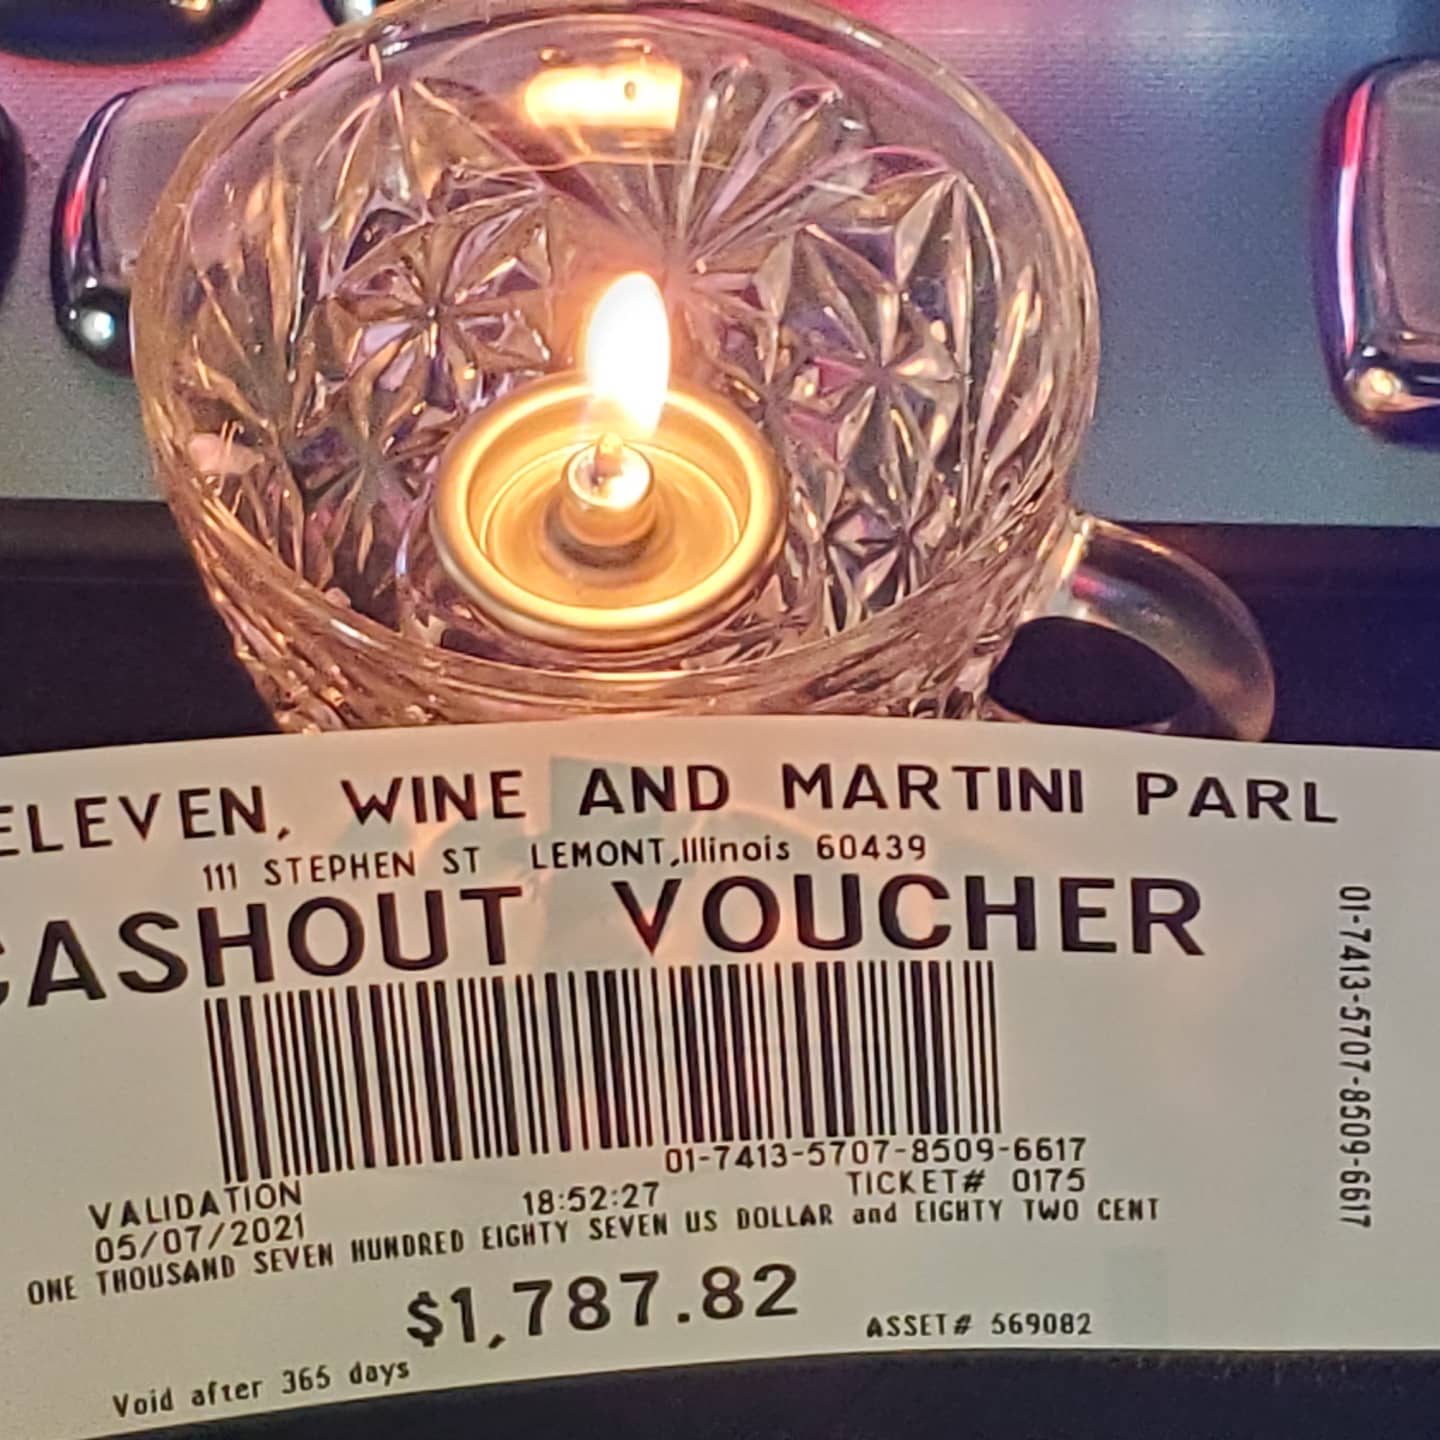 ELEVEN, WINE AND MARTINI PARL
111 STEPHEN ST LEMONT,Illinois 60439
CASHOUT VOUCHER
01-7413-5707-8509-6617
VALIDATION 18:52:27 TICKET# 0175
05/07/2021
ONE THOUSAND SEVEN HUNDRED EIGHTY SEVEN US DOLLAR and EIGHTY TWO CENT
$1,787.82
ASSET# 569082
Void after 365 days
01-7413-5707-8509-6617